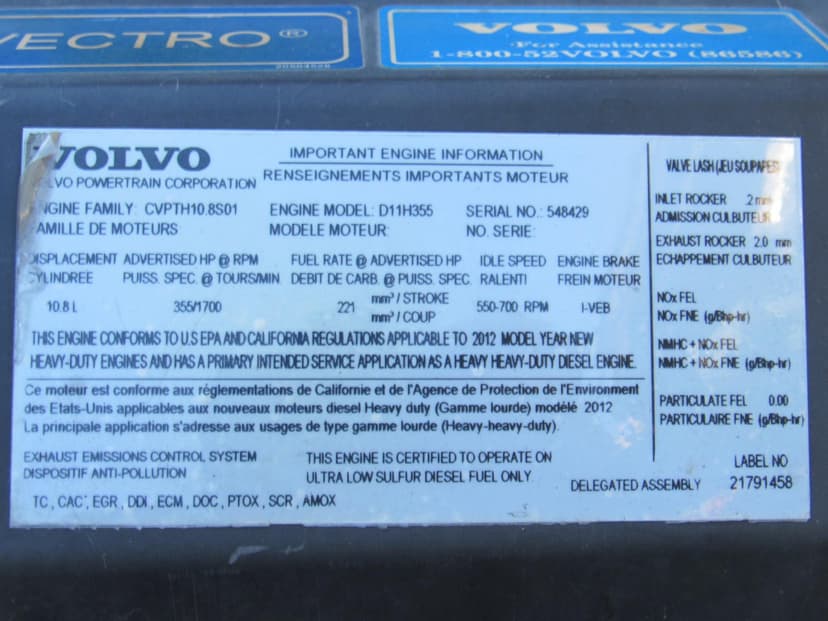 VECTRO®
VOLVO
For Assistance
1-800-52VOLVO (86586)
VOLVO
VOLVO POWERTRAIN CORPORATION
IMPORTANT ENGINE INFORMATION
RENSEIGNEMENTS IMPORTANTS MOTEUR
ENGINE FAMILY: CVPTH10.8S01 ENGINE MODEL: D11H355 SERIAL NO.: 548429
FAMILLE DE MOTEURS MODELE MOTEUR: NO. SERIE:
DISPLACEMENT ADVERTISED HP @ RPM FUEL RATE @ ADVERTISED HP IDLE SPEED ENGINE BRAKE
CYLINDREE PUISS. SPEC. @ TOURS/MIN. DEBIT DE CARB. @ PUISS. SPEC. RALENTI FREIN MOTEUR
10.8 L 355/1700 221 mm³ / STROKE 550-700 RPM I-VEB
mm³ / COUP
THIS ENGINE CONFORMS TO U.S EPA AND CALIFORNIA REGULATIONS APPLICABLE TO 2012 MODEL YEAR NEW
HEAVY-DUTY ENGINES AND HAS A PRIMARY INTENDED SERVICE APPLICATION AS A HEAVY HEAVY-DUTY DIESEL ENGINE.
Ce moteur est conforme aux réglementations de Californie et de l'Agence de Protection de l'Environment
des Etats-Unis applicables aux nouveaux moteurs diesel Heavy duty (Gamme lourde) modélé 2012
La principale application s'adresse aux usages de type gamme lourde (Heavy-heavy-duty).
EXHAUST EMISSIONS CONTROL SYSTEM
DISPOSITIF ANTI-POLLUTION
TC , CAC , EGR , DDI , ECM , DOC , PTOX , SCR , AMOX
THIS ENGINE IS CERTIFIED TO OPERATE ON
ULTRA LOW SULFUR DIESEL FUEL ONLY
DELEGATED ASSEMBLY
VALVE LASH (JEU SOUPAPES)
INLET ROCKER .2 mm
ADMISSION CULBUTEUR
EXHAUST ROCKER 2.0 mm
ECHAPPEMENT CULBUTEUR
NOx FEL
NOx FNE (g/Bhp-hr)
NMHC + NOx FEL
NMHC + NOx FNE (g/Bhp-hr)
PARTICULATE FEL 0.00
PARTICULAIRE FNE (g/Bhp-hr)
LABEL NO
21791458